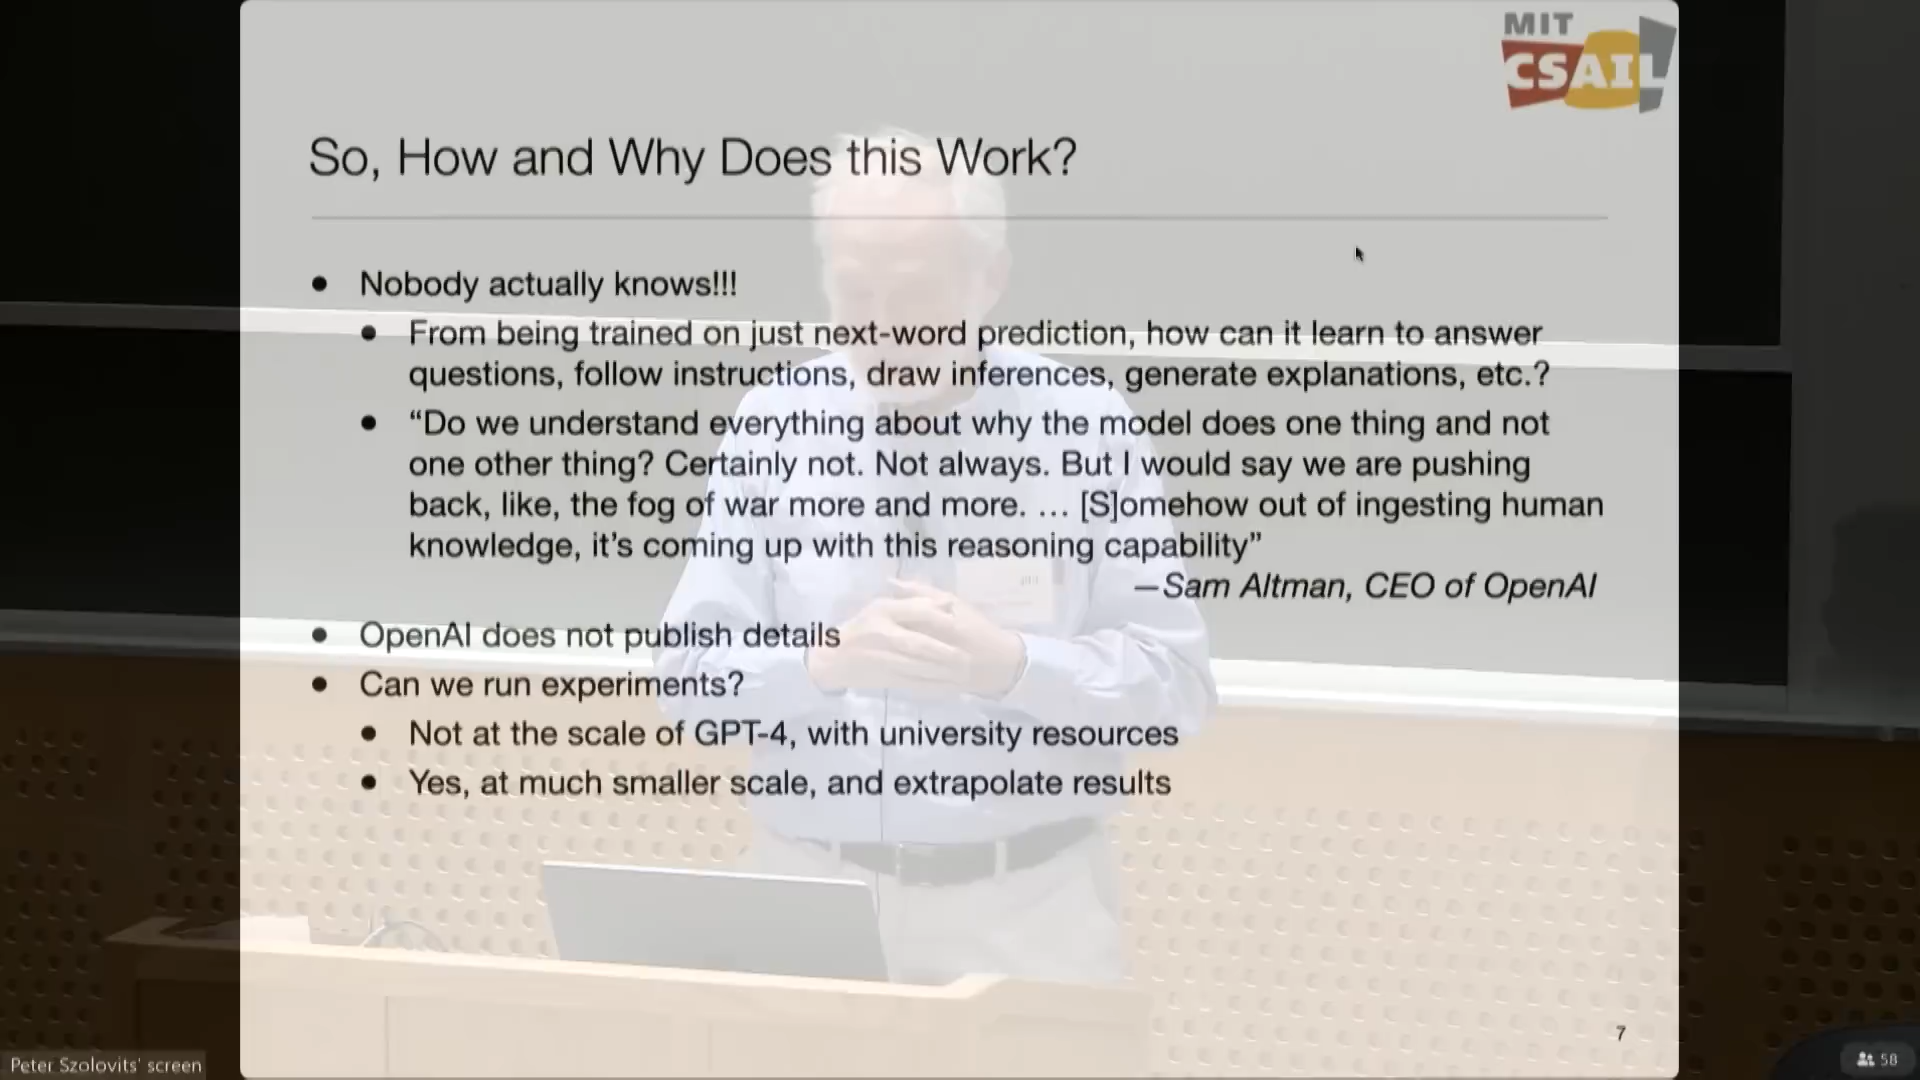 MIT
CSAIL
So, How and Why Does this Work?
● Nobody actually knows!!!
● From being trained on just next-word prediction, how can it learn to answer
questions, follow instructions, draw inferences, generate explanations, etc.?
● “Do we understand everything about why the model does one thing and not
one other thing? Certainly not. Not always. But I would say we are pushing
back, like, the fog of war more and more. … [S]omehow out of ingesting human
knowledge, it’s coming up with this reasoning capability”
—Sam Altman, CEO of OpenAI
● OpenAI does not publish details
● Can we run experiments?
● Not at the scale of GPT-4, with university resources
● Yes, at much smaller scale, and extrapolate results
7
Peter Szolovits' screen
58